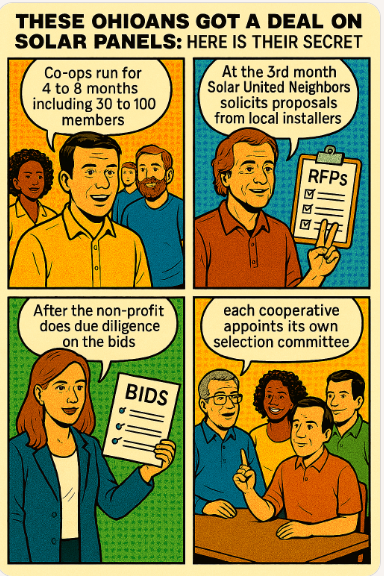 THESE OHIOANS GOT A DEAL ON
SOLAR PANELS: HERE IS THEIR SECRET
Co-ops run for
4 to 8 months
including 30 to 100
members
At the 3rd month
Solar United Neighbors
solicits proposals
from local installers
RFPs
After the non-profit
does due diligence
on the bids
BIDS
each cooperative
appoints its own
selection committee